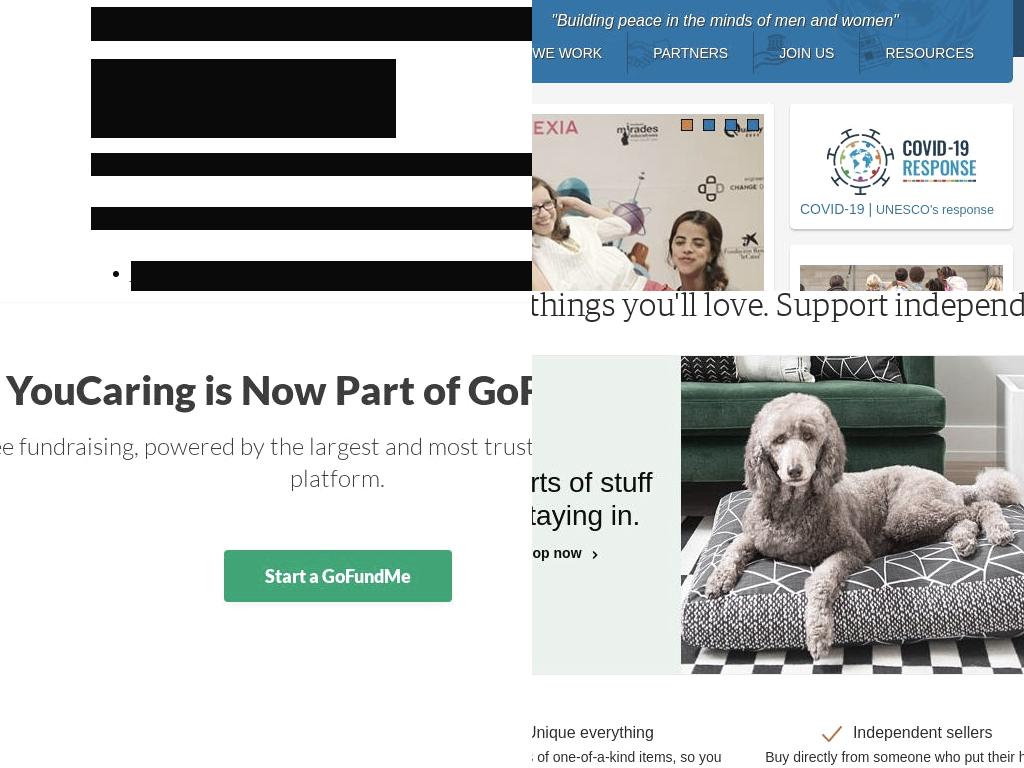 "Building peace in the minds of men and women"
WE WORK
PARTNERS
JOIN US
RESOURCES
EXIA
mirades
CHANGE
COVID-19
RESPONSE
COVID-19 | UNESCO's response
things you'll love. Support independ
YouCaring is Now Part of GoF
ee fundraising, powered by the largest and most trust
platform.
Start a GoFundMe
rts of stuff
taying in.
op now
Unique everything
s of one-of-a-kind items, so you
Independent sellers
Buy directly from someone who put their h